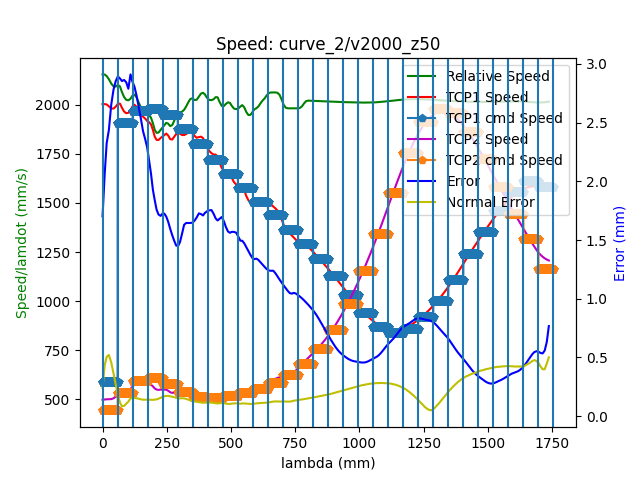 Speed: curve_2/v2000_z50
Relative Speed
TCP1 Speed
TCP1 cmd Speed
TCP2 Speed
TCP2 cmd Speed
Error
Normal Error
Speed/lamdot (mm/s)
2000
1750
1500
1250
1000
750
500
3.0
2.5
2.0
1.5
1.0
0.5
0.0
Error (mm)
0 250 500 750 1000 1250 1500 1750
lambda (mm)